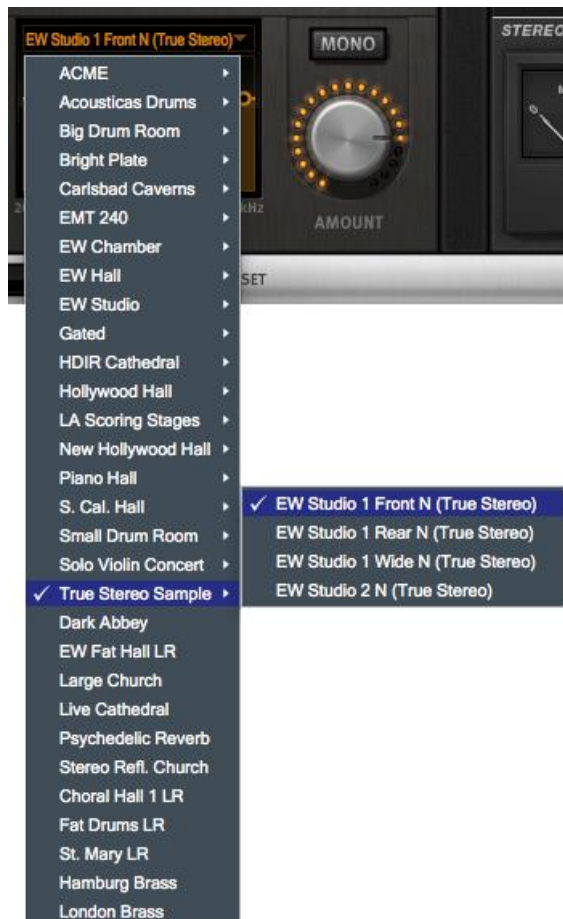 EW Studio 1 Front N (True Stereo)
MONO
STEREO
ACME
Acousticas Drums
Big Drum Room
Bright Plate
Carlsbad Caverns
EMT 240
EW Chamber
EW Hall
EW Studio
Gated
HDIR Cathedral
Hollywood Hall
LA Scoring Stages
New Hollywood Hall
Piano Hall
S. Cal. Hall
Small Drum Room
Solo Violin Concert
True Stereo Sample
Dark Abbey
EW Fat Hall LR
Large Church
Live Cathedral
Psychedelic Reverb
Stereo Refl. Church
Choral Hall 1 LR
Fat Drums LR
St. Mary LR
Hamburg Brass
London Brass
kHz
AMOUNT
SET
EW Studio 1 Front N (True Stereo)
EW Studio 1 Rear N (True Stereo)
EW Studio 1 Wide N (True Stereo)
EW Studio 2 N (True Stereo)